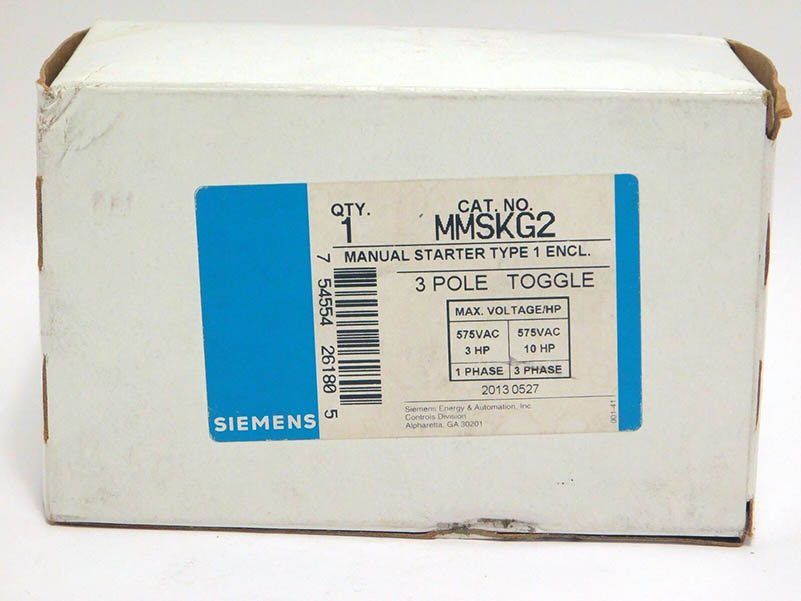 QTY.
1
CAT. NO.
MMSKG2
MANUAL STARTER TYPE 1 ENCL.
3 POLE TOGGLE
MAX. VOLTAGE/HP
575VAC 575VAC
3 HP 10 HP
1 PHASE 3 PHASE
2013 0527
Siemens Energy & Automation, Inc.
Controls Division
Alpharetta, GA 30201
7 54554 26180 5
001-41
SIEMENS